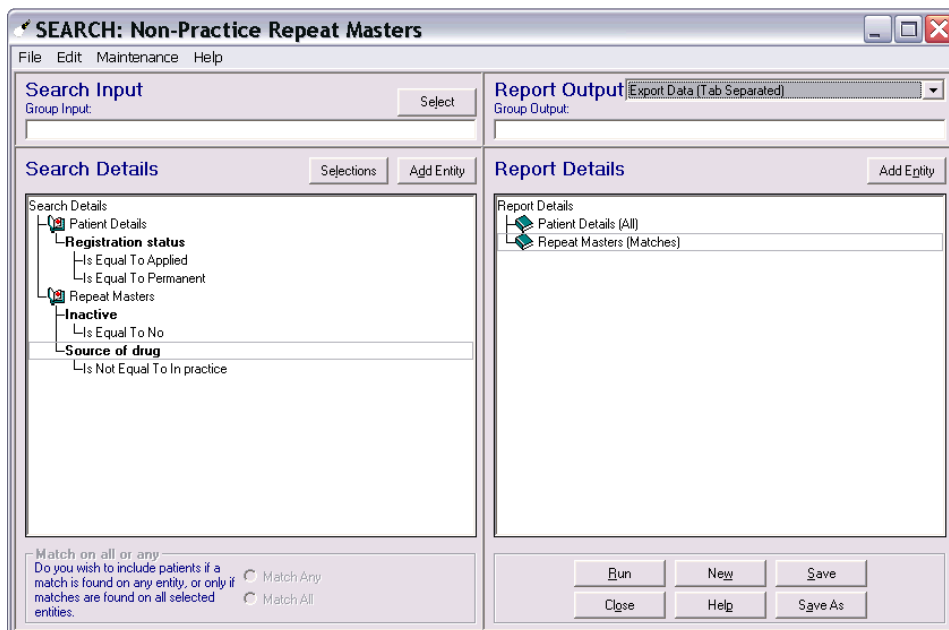 SEARCH: Non-Practice Repeat Masters
File Edit Maintenance Help
Search Input
Group Input:
Select
Report Output
Export Data (Tab Separated)
Group Output:
Search Details
Selections
Add Entity
Search Details
Patient Details
Registration status
Is Equal To Applied
Is Equal To Permanent
Repeat Masters
Inactive
Is Equal To No
Source of drug
Is Not Equal To In practice
Match on all or any
Do you wish to include patients if a
match is found on any entity, or only if
matches are found on all selected
entities.
Match Any
Match All
Report Details
Add Entity
Report Details
Patient Details (All)
Repeat Masters (Matches)
Run New Save
Close Help Save As